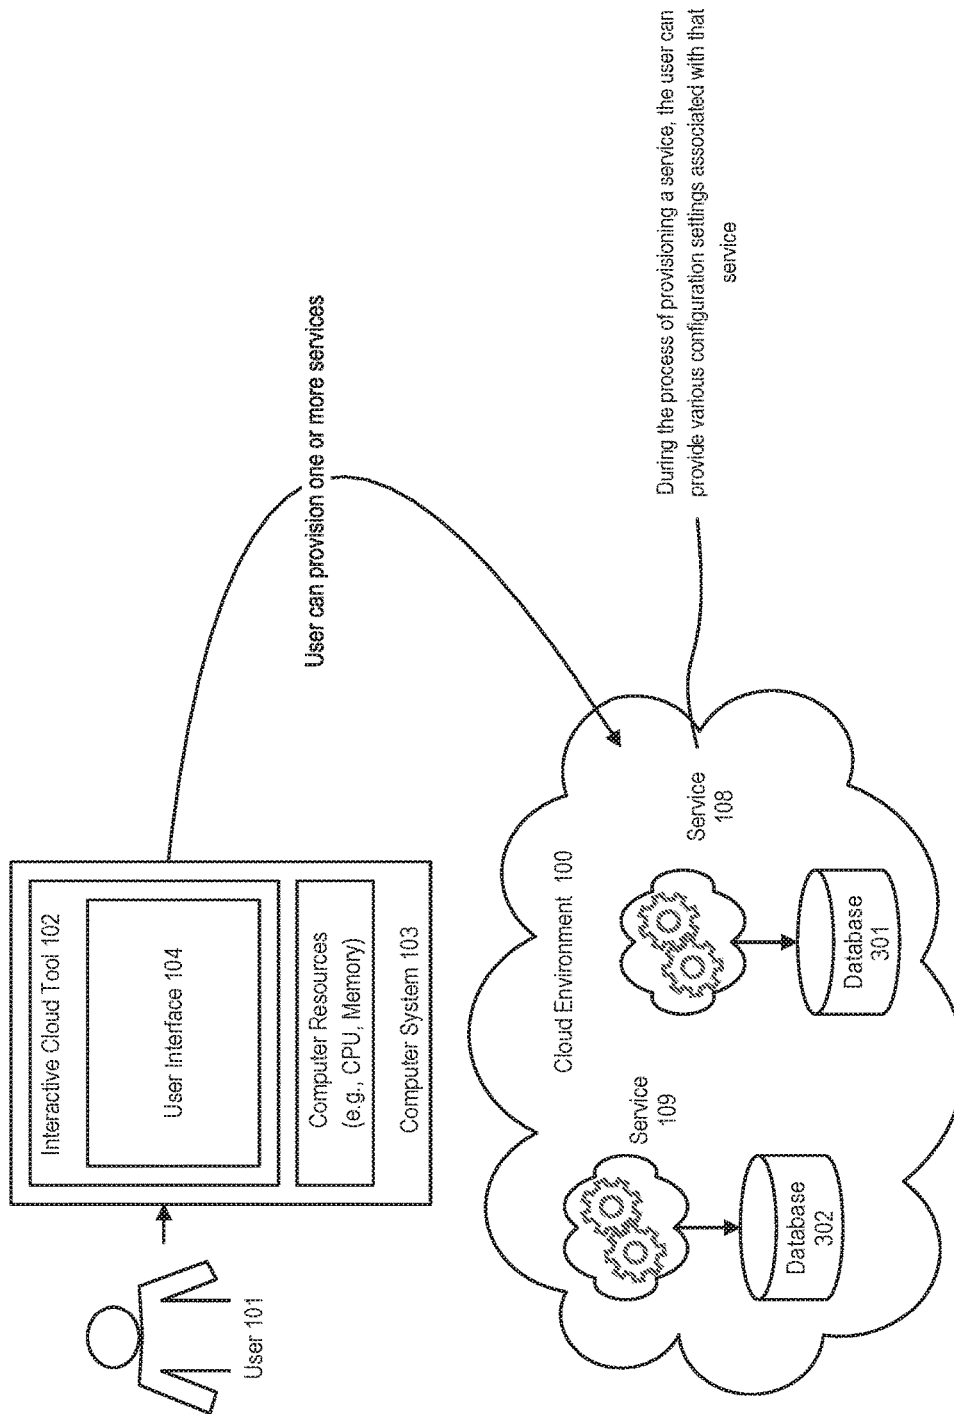 User 101
Interactive Cloud Tool 102
User Interface 104
Computer Resources
(e.g., CPU, Memory)
Computer System 103
User can provision one or more services
Cloud Environment 100
Service
109
Database
302
Service
108
Database
301
During the process of provisioning a service, the user can
provide various configuration settings associated with that
service